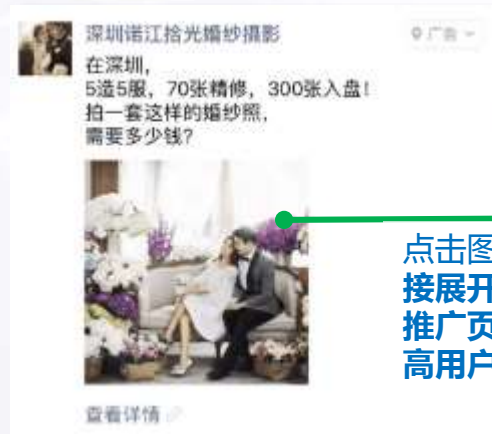 深圳诺江拾光婚纱摄影
广告
在深圳，
5造5服，70张精修，300张入盘！
拍一套这样的婚纱照，
需要多少钱？
点击图
接展开
推广页
高用户
查看详情